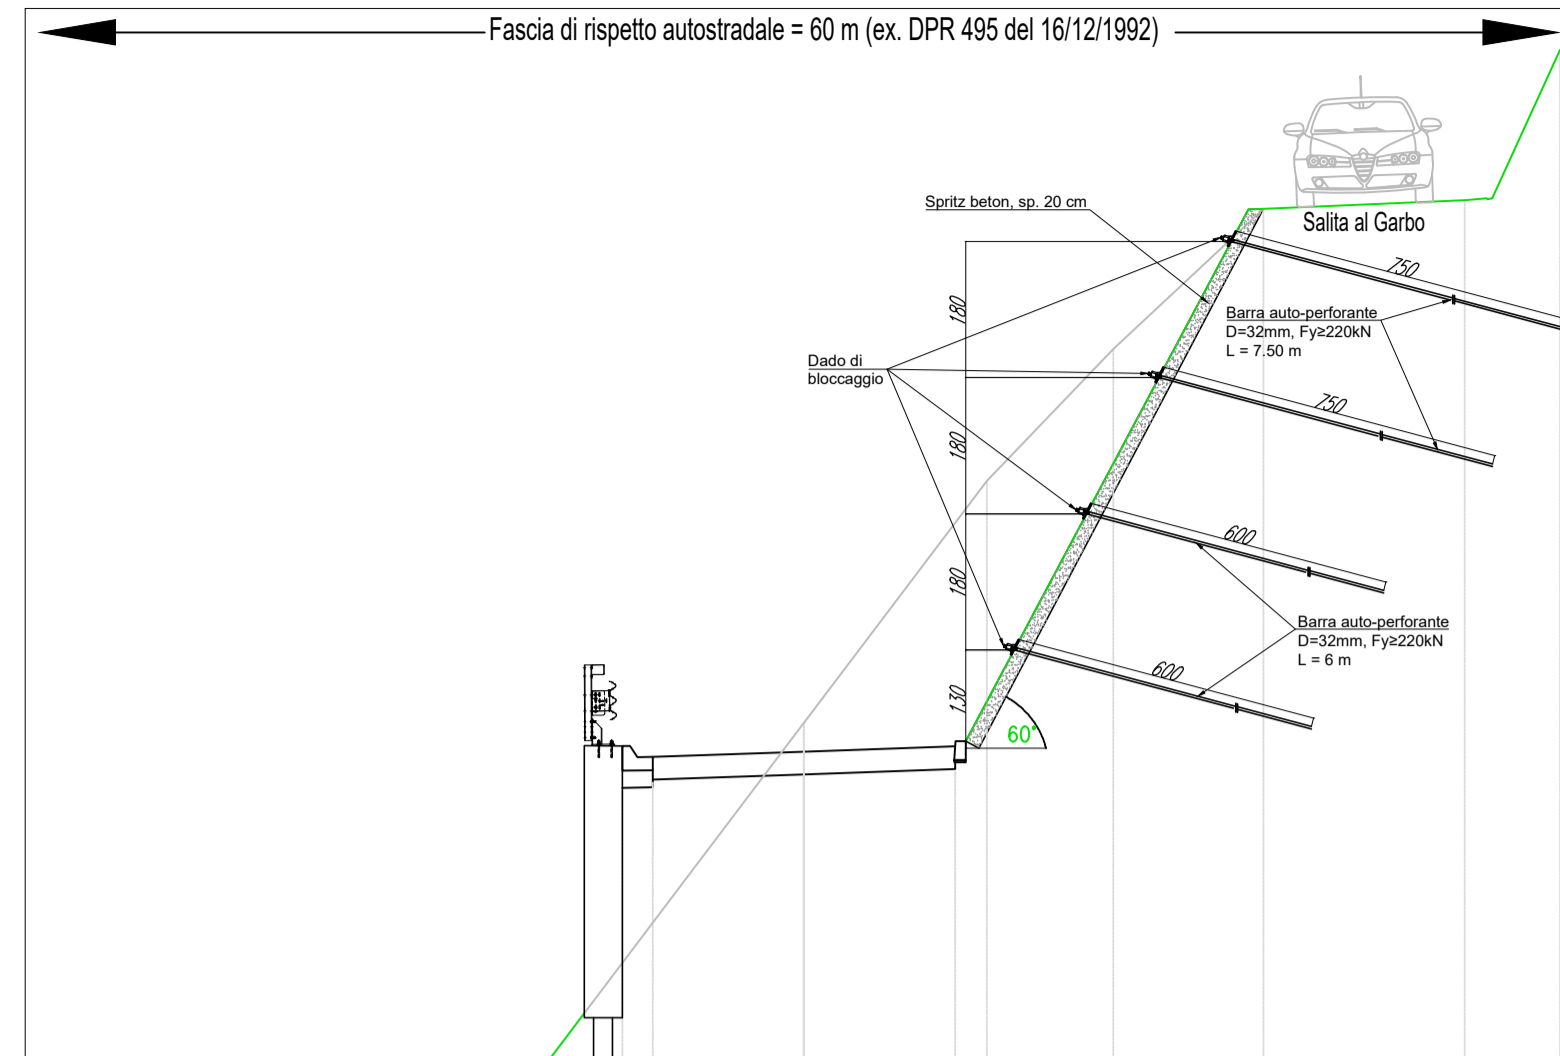 Fascia di rispetto autostradale = 60 m (ex. DPR 495 del 16/12/1992)
Spritz beton, sp. 20 cm
Salita al Garbo
750
180
Barra auto-perforante
D=32mm, Fy≥220kN
L = 7.50 m
Dado di
bloccaggio
750
180
600
180
Barra auto-perforante
D=32mm, Fy≥220kN
L = 6 m
600
130
60°